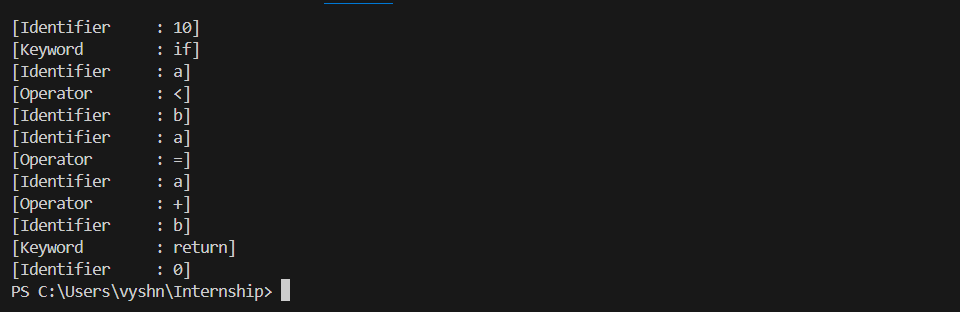 [Identifier     : 10]
[Keyword        : if]
[Identifier     : a]
[Operator       : <]
[Identifier     : b]
[Identifier     : a]
[Operator       : =]
[Identifier     : a]
[Operator       : +]
[Identifier     : b]
[Keyword        : return]
[Identifier     : 0]
PS C:\Users\vyshn\Internship>